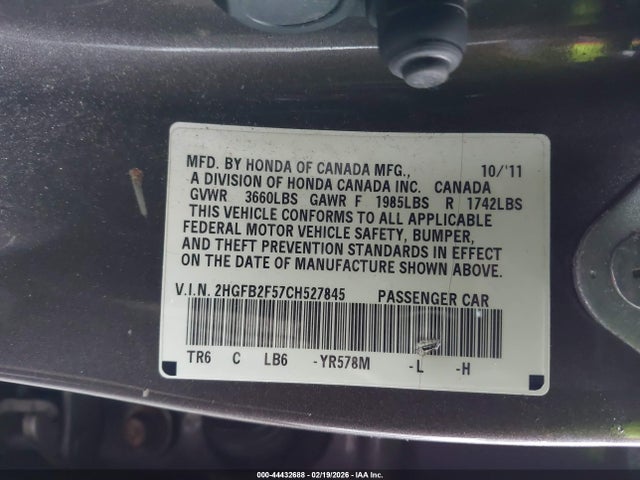 MFD. BY HONDA OF CANADA MFG., 10/'11
A DIVISION OF HONDA CANADA INC. CANADA
GVWR 3660LBS GAWR F 1985LBS R 1742LBS
THIS VEHICLE CONFORMS TO ALL APPLICABLE
FEDERAL MOTOR VEHICLE SAFETY, BUMPER,
AND THEFT PREVENTION STANDARDS IN EFFECT
ON THE DATE OF MANUFACTURE SHOWN ABOVE.
V.I.N. 2HGFB2F57CH527845 PASSENGER CAR
TR6 C LB6 -YR578M -L -H
000-44432688 - 02/19/2026 - IAA Inc.